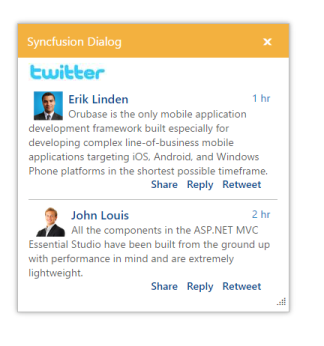 Syncfusion Dialog ×
twitter
Erik Linden 1 hr
Orubase is the only mobile application
development framework built especially for
developing complex line-of-business mobile
applications targeting iOS, Android, and Windows
Phone platforms in the shortest possible timeframe.
Share Reply Retweet
John Louis 2 hr
All the components in the ASP.NET MVC
Essential Studio have been built from the ground up
with performance in mind and are extremely
lightweight.
Share Reply Retweet